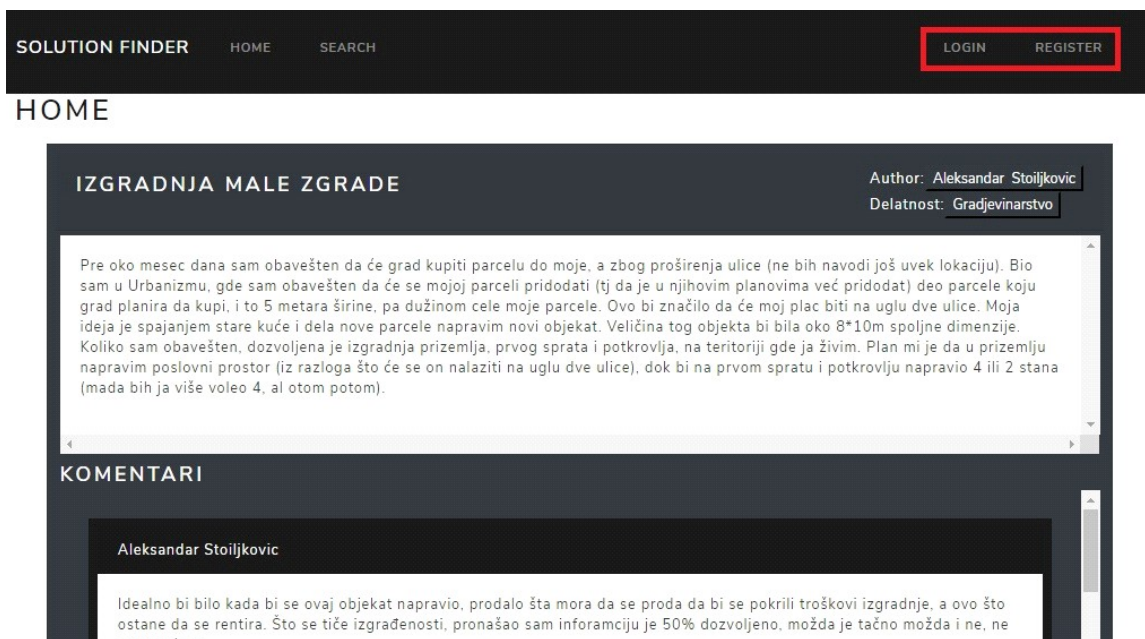 SOLUTION FINDER HOME SEARCH LOGIN REGISTER
HOME
IZGRADNJA MALE ZGRADE
Author: Aleksandar Stoiljkovic
Delatnost: Gradjevinarstvo
Pre oko mesec dana sam obavešten da će grad kupiti parcelu do moje, a zbog proširenja ulice (ne bih navodi još uvek lokaciju). Bio
sam u Urbanizmu, gde sam obavešten da će se mojoj parceli pridodati (tj da je u njihovim planovima već pridodat) deo parcele koju
grad planira da kupi, i to 5 metara širine, pa dužinom cele moje parcele. Ovo bi značilo da će moj plac biti na uglu dve ulice. Moja
ideja je spajanjem stare kuće i dela nove parcele napravim novi objekat. Veličina tog objekta bi bila oko 8*10m spoljne dimenzije.
Koliko sam obavešten, dozvoljena je izgradnja prizemlja, prvog sprata i potkrovlja, na teritoriji gde ja živim. Plan mi je da u prizemlju
napravim poslovni prostor (iz razloga što će se on nalaziti na uglu dve ulice), dok bi na prvom spratu i potkrovlju napravio 4 ili 2 stana
(mada bih ja više voleo 4, al otom potom).
KOMENTARI
Aleksandar Stoiljkovic
Idealno bi bilo kada bi se ovaj objekat napravio, prodalo šta mora da se proda da bi se pokrili troškovi izgradnje, a ovo što
ostane da se rentira. Što se tiče izgrađenosti, pronašao sam inforamciju je 50% dozvoljeno, možda je tačno možda i ne, ne